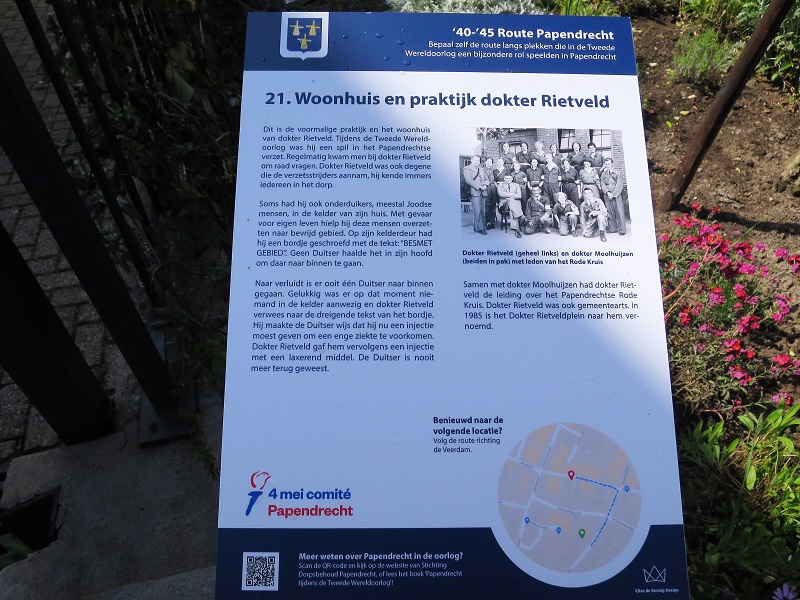 '40-'45 Route Papendrecht
Bepaal zelf de route langs plekken die in de Tweede
Wereldoorlog een bijzondere rol speelden in Papendrecht
21. Woonhuis en praktijk dokter Rietveld
Dit is de voormalige praktijk en het woonhuis
van dokter Rietveld. Tijdens de Tweede Wereld-
oorlog was hij een spil in het Papendrechtse
verzet. Regelmatig kwam men bij dokter Rietveld
om raad vragen. Dokter Rietveld was ook degene
die de verzetsstrijders aannam, hij kende immers
iedereen in het dorp.
Soms had hij ook onderduikers, meestal Joodse
mensen, in de kelder van zijn huis. Met gevaar
voor eigen leven hielp hij deze mensen overzet-
ten naar bevrijd gebied. Op zijn kelderdeur had
hij een bordje geschroefd met de tekst: "BESMET
GEBIED". Geen Duitser haalde het in zijn hoofd
om daar naar binnen te gaan.
Naar verluidt is er ooit één Duitser naar binnen
gegaan. Gelukkig was er op dat moment nie-
mand in de kelder aanwezig en dokter Rietveld
verwees naar de dreigende tekst van het bordje.
Hij maakte de Duitser wijs dat hij nu een injectie
moest geven om een enge ziekte te voorkomen.
Dokter Rietveld gaf hem vervolgens een injectie
met een laxerend middel. De Duitser is nooit
meer terug geweest.
Dokter Rietveld (geheel links) en dokter Moolhuijzen
(beiden in pak) met leden van het Rode Kruis
Samen met dokter Moolhuijzen had dokter Riet-
veld de leiding over het Papendrechtse Rode
Kruis. Dokter Rietveld was ook gemeentearts. In
1985 is het Dokter Rietveldplein naar hem ver-
noemd.
Benieuwd naar de
volgende locatie?
Volg de route richting
de Veerdam.
4 mei comité
Papendrecht
Meer weten over Papendrecht in de oorlog?
Scan de QR-code en kijk op de website van Stichting
Dorpsbehoud Papendrecht, of lees het boek 'Papendrecht
tijdens de Tweede Wereldoorlog'!
Ellen de Koning Design